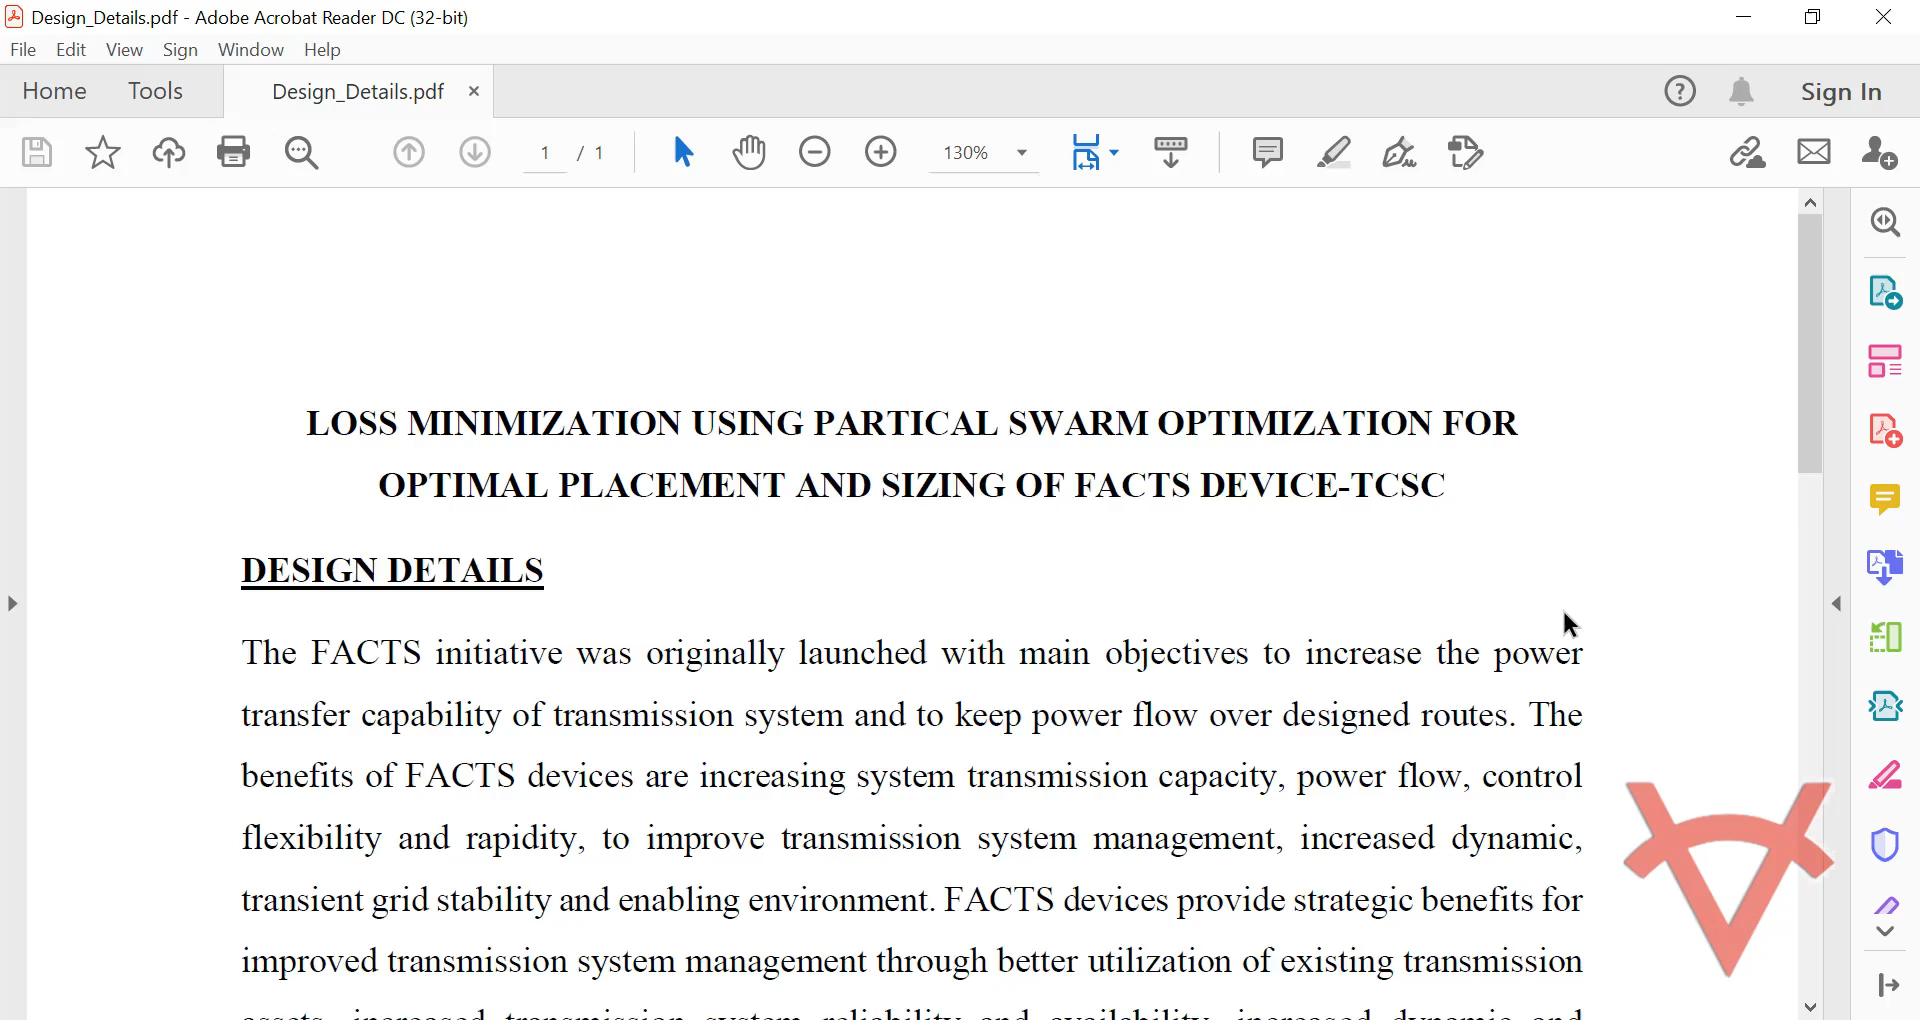 Design_Details.pdf - Adobe Acrobat Reader DC (32-bit)
File Edit View Sign Window Help
Home Tools Design_Details.pdf × Sign In
1 / 1 130%
LOSS MINIMIZATION USING PARTICAL SWARM OPTIMIZATION FOR
OPTIMAL PLACEMENT AND SIZING OF FACTS DEVICE-TCSC
DESIGN DETAILS
The FACTS initiative was originally launched with main objectives to increase the power
transfer capability of transmission system and to keep power flow over designed routes. The
benefits of FACTS devices are increasing system transmission capacity, power flow, control
flexibility and rapidity, to improve transmission system management, increased dynamic,
transient grid stability and enabling environment. FACTS devices provide strategic benefits for
improved transmission system management through better utilization of existing transmission
assets, increased transmission system reliability and availability, increased dynamic and